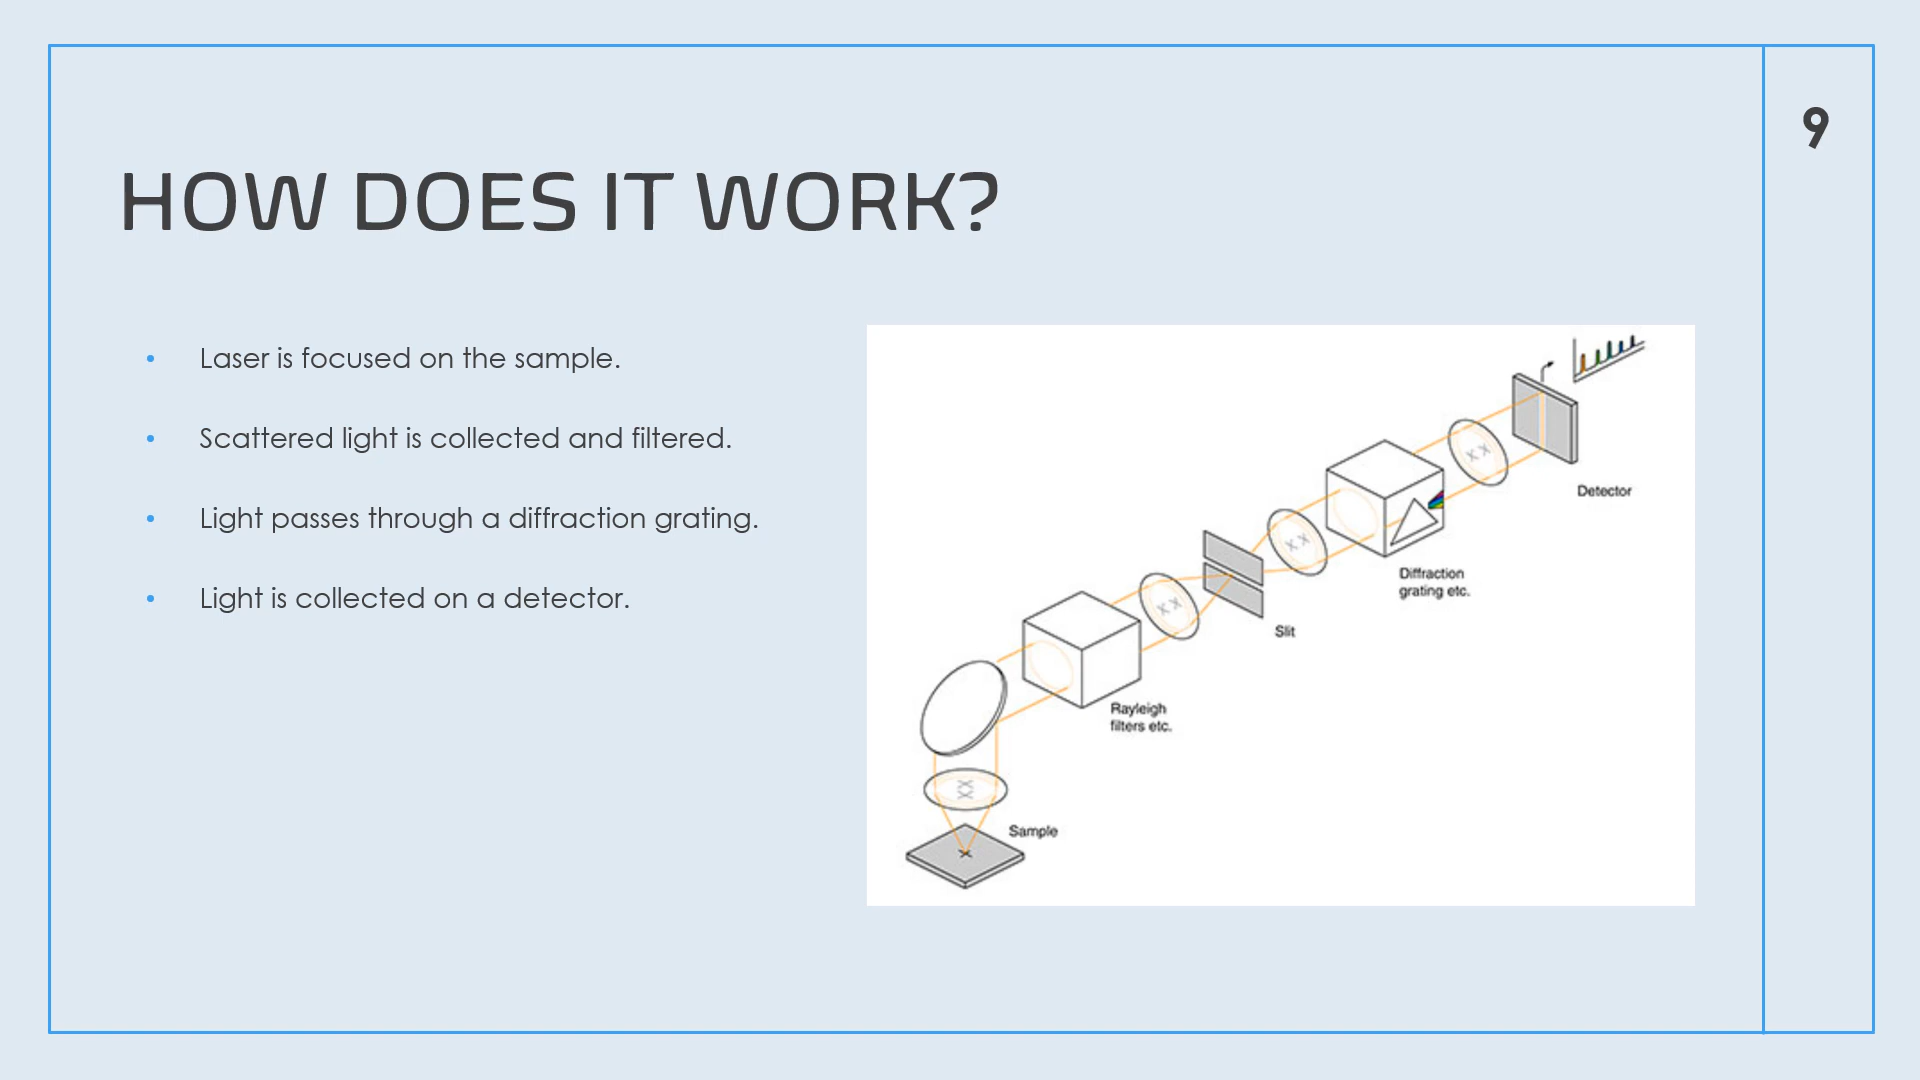 9
HOW DOES IT WORK?
• Laser is focused on the sample.
• Scattered light is collected and filtered.
• Light passes through a diffraction grating.
• Light is collected on a detector.
Detector
Diffraction
grating etc.
Slit
Rayleigh
filters etc.
Sample